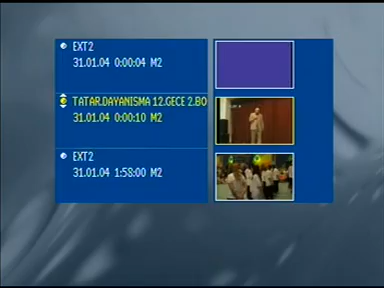 EXT2
31.01.04 0:00:04 M2
TATAR.DAYANISMA 12.GECE 2.BO
31.01.04 0:00:10 M2
EXT2
31.01.04 1:58:00 M2